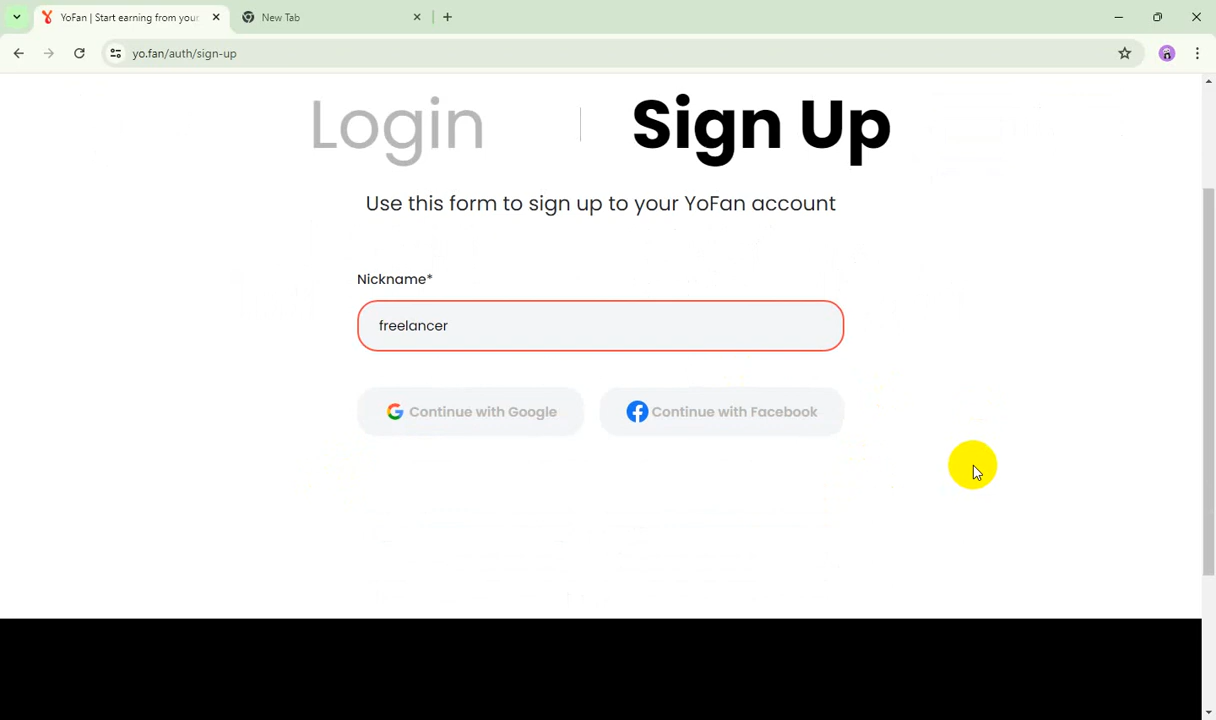 YoFan | Start earning from your
New Tab
yo.fan/auth/sign-up
Login
Sign Up
Use this form to sign up to your YoFan account
Nickname*
freelancer
Continue with Google
Continue with Facebook